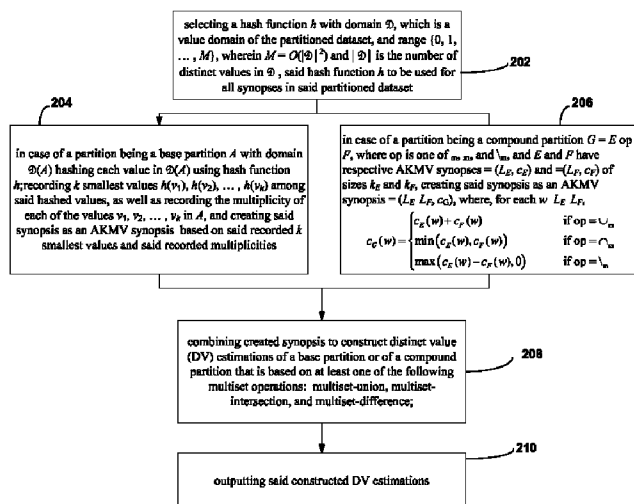 selecting a hash function h with domain 𝔇, which is a
value domain of the partitioned dataset, and range {0, 1,
. . . , M}, wherein M = O(|𝔇|²) and |𝔇| is the number of
distinct values in 𝔇 , said hash function h to be used for
all synopses in said partitioned dataset
202
204
in case of a partition being a base partition A with domain
𝔇(A) hashing each value in 𝔇(A) using hash function
h;recording k smallest values h(v₁), h(v₂), . . . , h(vₖ) among
said hashed values, as well as recording the multiplicity
of each of the values v₁, v₂, . . . , vₖ in A, and creating said
synopsis as an AKMV synopsis based on said recorded k
smallest values and said recorded multiplicities
206
in case of a partition being a compound partition G = E op
F, where op is one of ₘ, ₘ, and \ₘ, and E and F have
respective AKMV synopses = (L_E, c_E) and =(L_F, c_F) of
sizes k_E and k_F, creating said synopsis as an AKMV
synopsis = (L_E L_F, c_G), where, for each w L_E L_F,
c_E(w) + c_F(w) if op = ∪ₘ
c_G(w) = { min(c_E(w), c_F(w)) if op = ∩ₘ
max(c_E(w) − c_F(w), 0) if op = \ₘ
combining created synopsis to construct distinct value
(DV) estimations of a base partition or of a compound
partition that is based on at least one of the following
multiset operations: multiset-union, multiset-
intersection, and multiset-difference;
208
210
outputting said constructed DV estimations